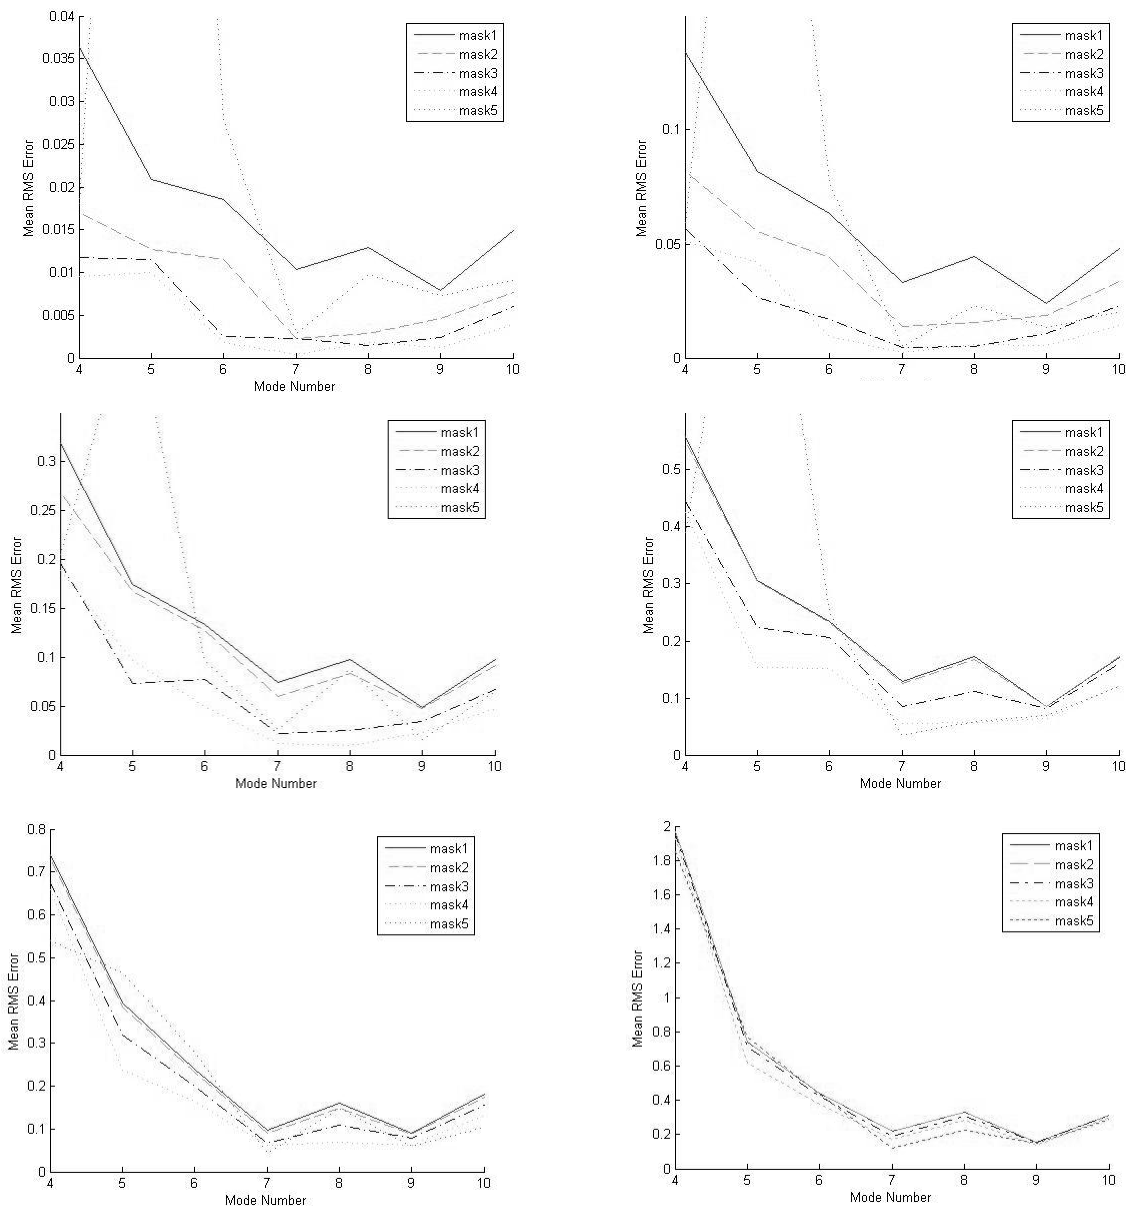 0.04
0.035
0.03
0.025
0.02
0.015
0.01
0.005
0
Mean RMS Error
4 5 6 7 8 9 10
Mode Number
mask1
mask2
mask3
mask4
mask5
0.1
0.05
0
Mean RMS Error
4 5 6 7 8 9 10
mask1
mask2
mask3
mask4
mask5
0.3
0.25
0.2
0.15
0.1
0.05
0
Mean RMS Error
4 5 6 7 8 9 10
Mode Number
mask1
mask2
mask3
mask4
mask5
0.5
0.4
0.3
0.2
0.1
0
Mean RMS Error
4 5 6 7 8 9 10
Mode Number
mask1
mask2
mask3
mask4
mask5
0.8
0.7
0.6
0.5
0.4
0.3
0.2
0.1
0
Mean RMS Error
4 5 6 7 8 9 10
Mode Number
mask1
mask2
mask3
mask4
mask5
2
1.8
1.6
1.4
1.2
1
0.8
0.6
0.4
0.2
0
Mean RMS Error
4 5 6 7 8 9 10
Mode Number
mask1
mask2
mask3
mask4
mask5